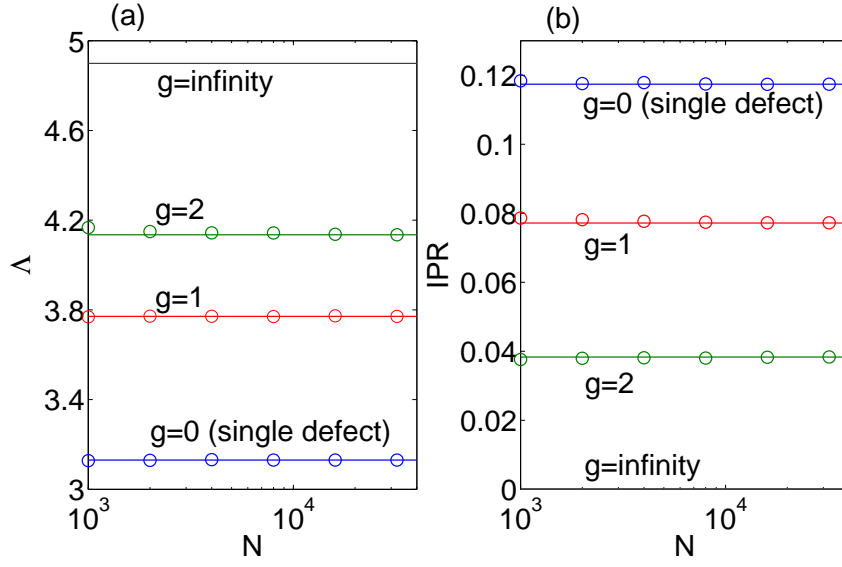 (a)
5
g=infinity
4.6
g=2
4.2
Λ
g=1
3.8
3.4
g=0 (single defect)
3
10^3
10^4
N
(b)
0.12
g=0 (single defect)
0.1
0.08
g=1
IPR
0.06
0.04
g=2
0.02
g=infinity
0
10^3
10^4
N